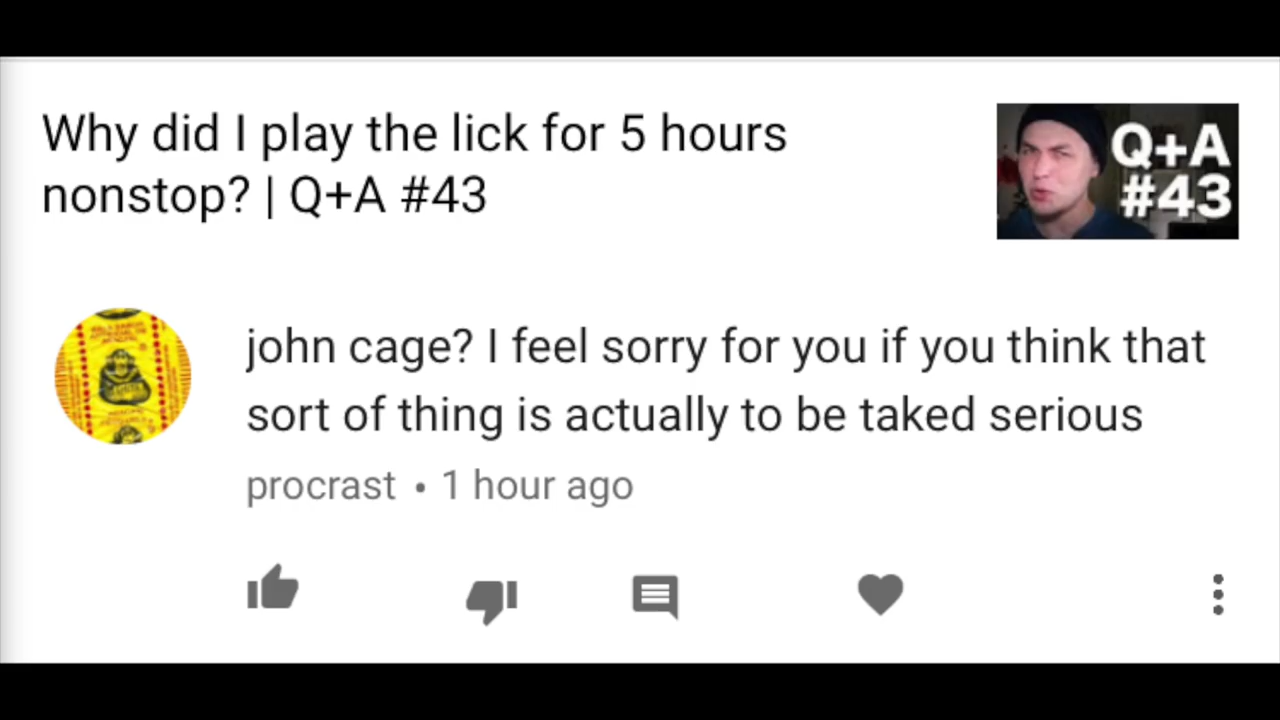 Why did I play the lick for 5 hours
nonstop? | Q+A #43
Q+A
#43
john cage? I feel sorry for you if you think that
sort of thing is actually to be taked serious
procrast • 1 hour ago